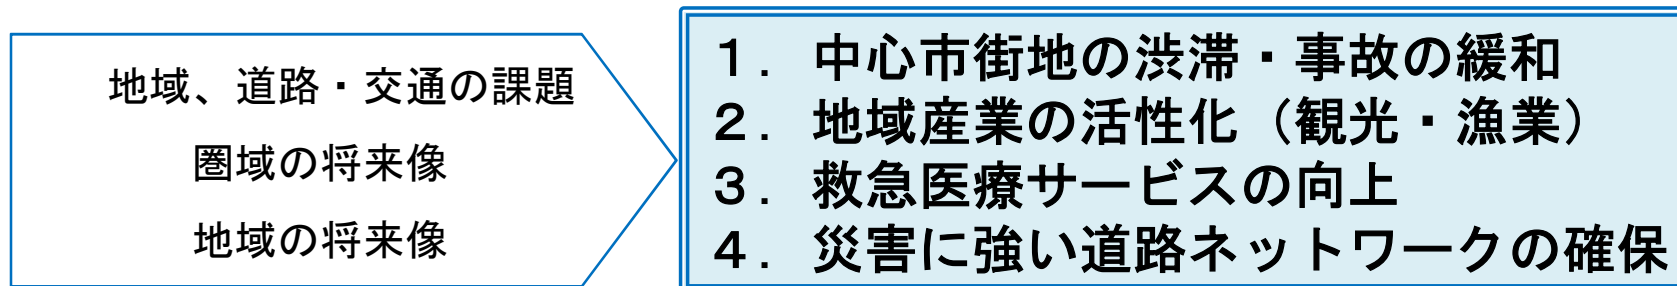 地域、道路・交通の課題
圏域の将来像
地域の将来像
１．中心市街地の渋滞・事故の緩和
２．地域産業の活性化（観光・漁業）
３．救急医療サービスの向上
４．災害に強い道路ネットワークの確保